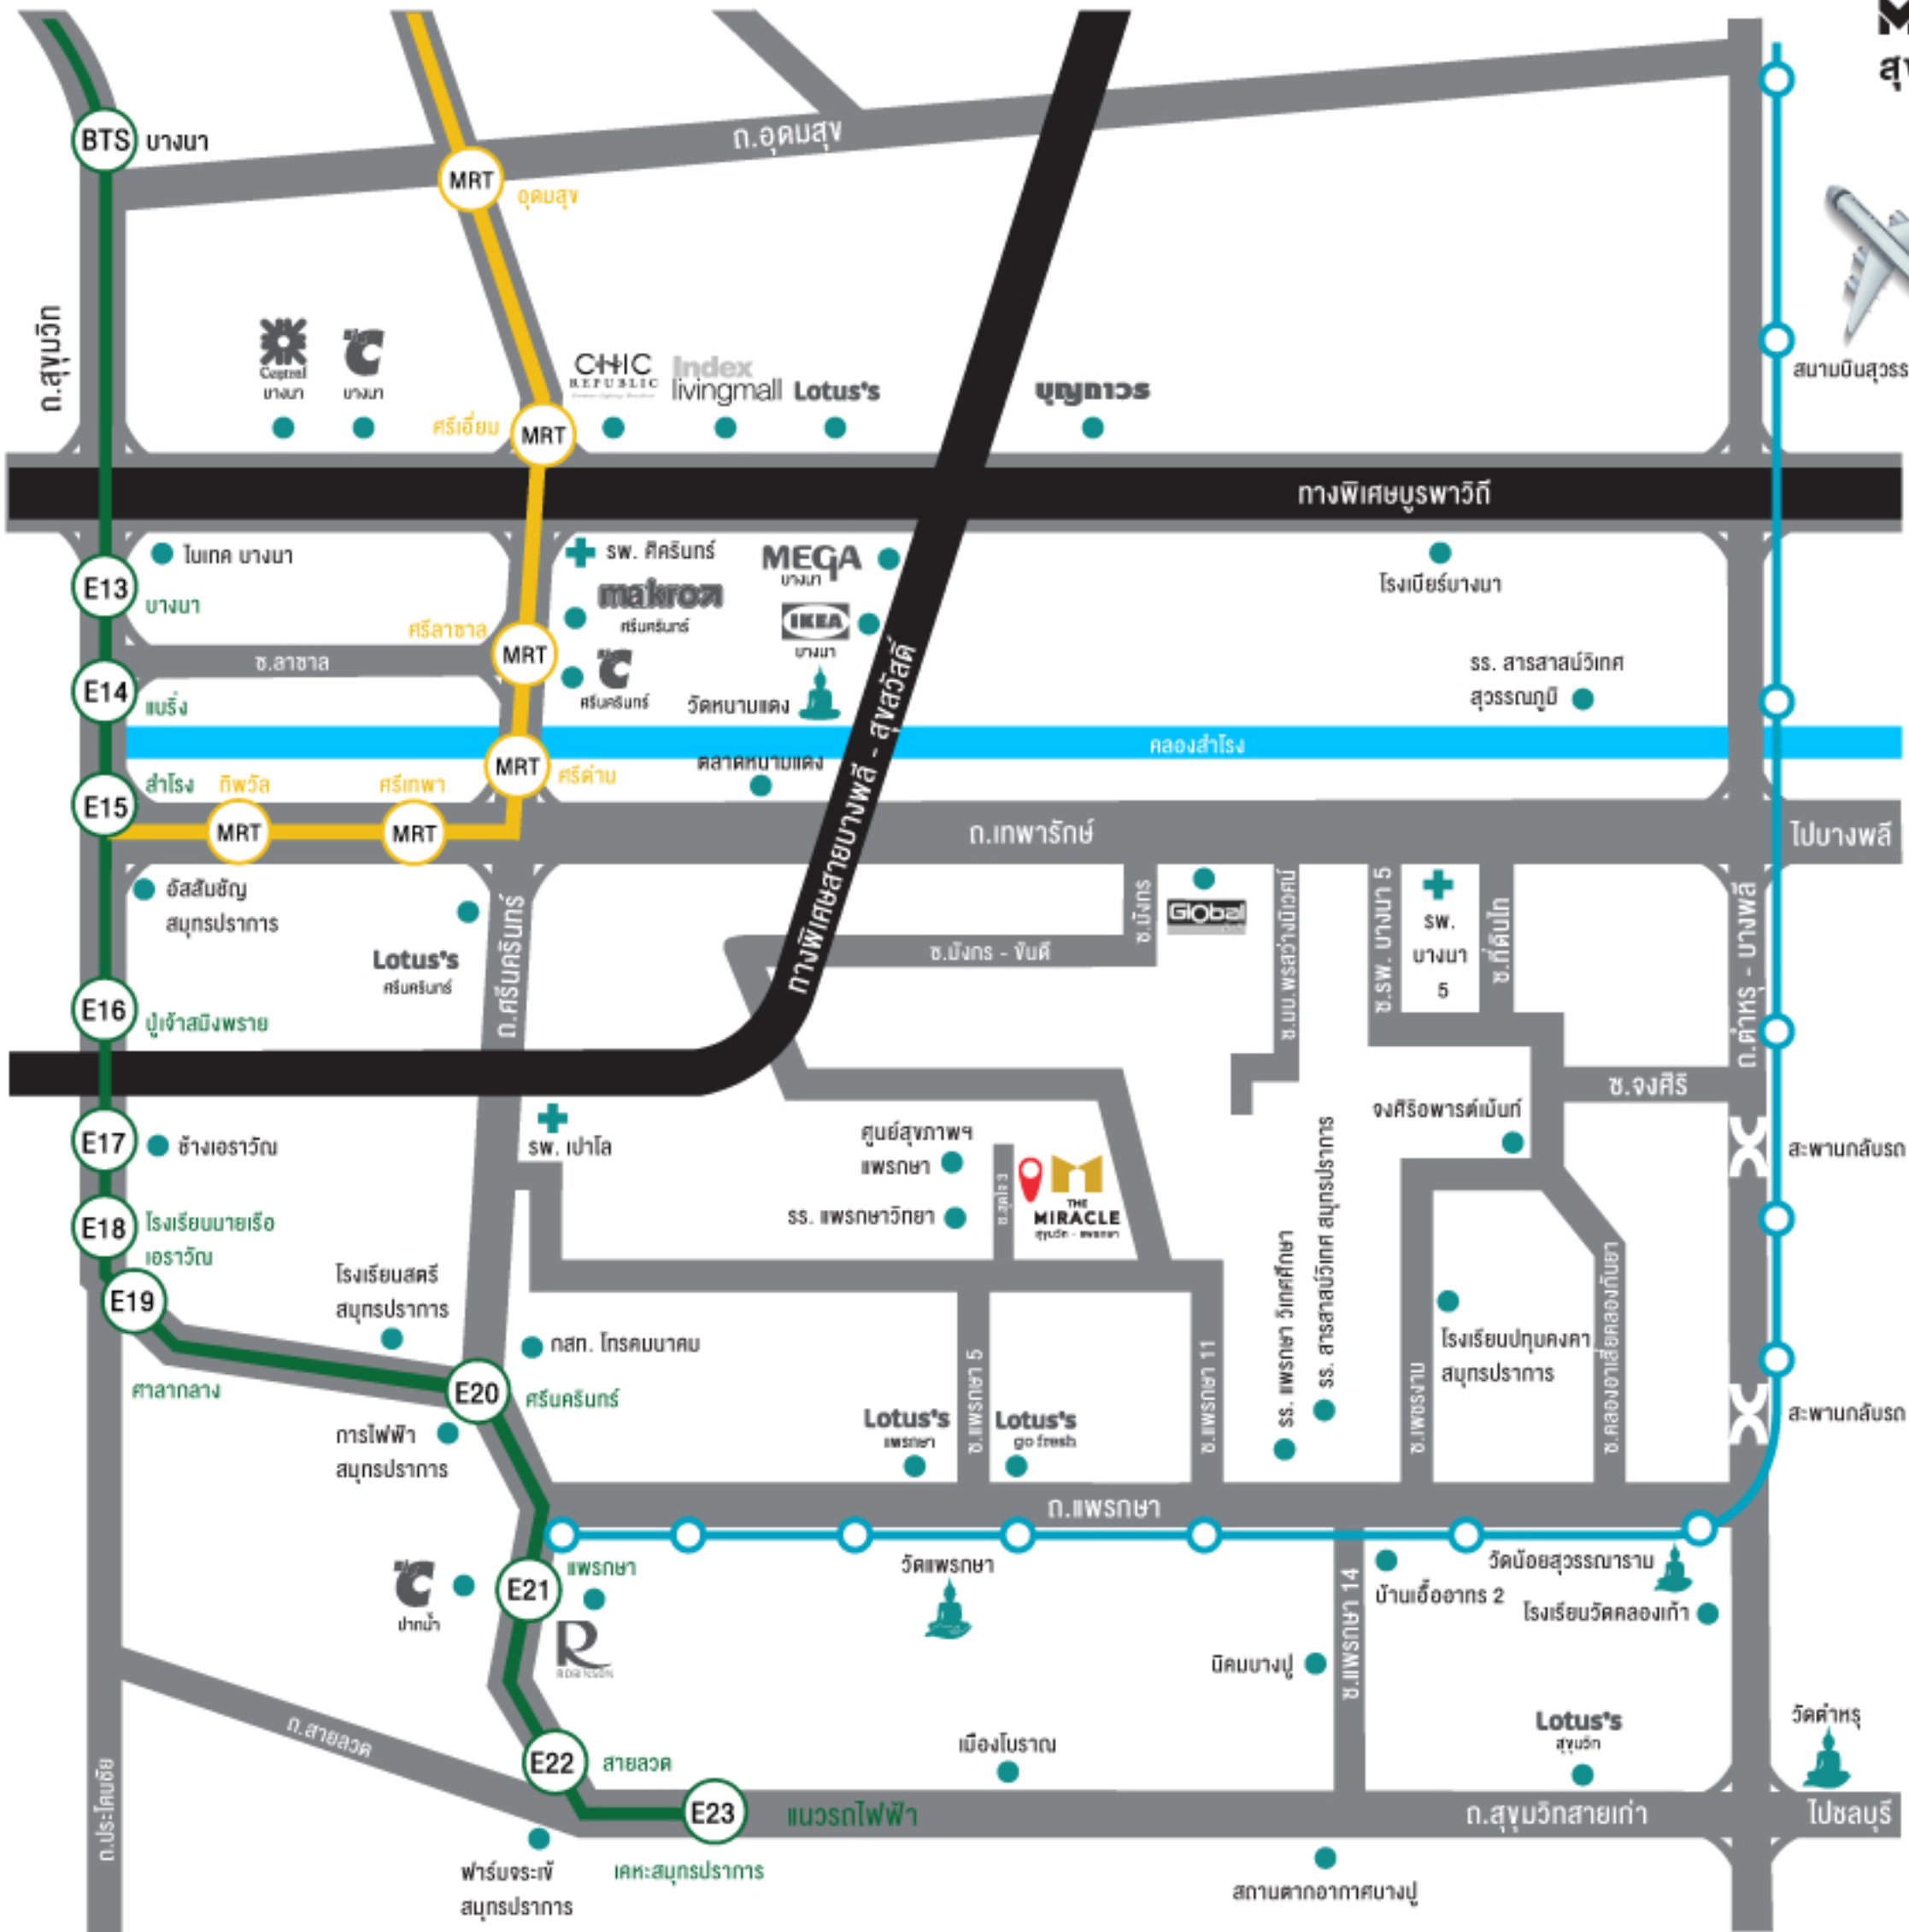 BTS
บางนา
ถ.อุดมสุข
MRT
อุดมสุข
ถ.สุขุมวิท
Central
บางนา
บางนา
CHIC
REPUBLIC
Index
livingmall
Lotus's
บุญถาวร
สนามบินสุวรร
ศรีเอี่ยม
MRT
ทางพิเศษบูรพาวิถี
ไบเทค บางนา
E13
บางนา
รพ. ศิครินทร์
makro
ศรีนครินทร์
MEGA
บางนา
IKEA
บางนา
โรงเบียร์บางนา
ศรีลาซาล
MRT
ซ.ลาซาล
E14
แบริ่ง
ศรีนครินทร์
วัดหนามแดง
รร. สารสาสน์วิเทศ
สุวรรณภูมิ
คลองสำโรง
MRT
ศรีด่าน
ตลาดหนามแดง
ทางพิเศษสายบางพลี - สุขสวัสดิ์
E15
สำโรง
ทิพวัล
MRT
ศรีเทพา
MRT
ถ.เทพารักษ์
ไปบางพลี
อัสสัมชัญ
สมุทรปราการ
Lotus's
ศรีนครินทร์
ถ.ศรีนครินทร์
ซ.มังกร
ซ.มังกร - ขันดี
Global
ซ.มบ.พรสว่างนิเวศน์
ซ.รพ. บางนา 5
รพ.
บางนา
5
ซ.ที่ดินไท
ถ.ตำหรุ - บางพลี
E16
ปู่เจ้าสมิงพราย
ซ.จงศิริ
จงศิริอพารต์เม้นท์
E17
ช้างเอราวัณ
รพ. เปาโล
ศูนย์สุขภาพฯ
แพรกษา
รร. แพรกษาวิทยา
THE
MIRACLE
สุขุมวิท - แพรกษา
สะพานกลับรถ
E18
โรงเรียนนายเรือ
เอราวัณ
E19
ศาลากลาง
โรงเรียนสตรี
สมุทรปราการ
กสท. โทรคมนาคม
E20
ศรีนครินทร์
การไฟฟ้า
สมุทรปราการ
Lotus's
แพรกษา
ซ.แพรกษา 5
Lotus's
go fresh
ซ.แพรกษา 11
รร. แพรกษา วิเทศศึกษา
รร. สารสาสน์วิเทศ สมุทรปราการ
ซ.เพชรงาม
โรงเรียนปทุมคงคา
สมุทรปราการ
ซ.คลองอาเสี่ยคลองกันยา
สะพานกลับรถ
ถ.แพรกษา
E21
แพรกษา
ปากน้ำ
ROBINSON
วัดแพรกษา
ซ.แพรกษา 14
บ้านเอื้ออาทร 2
วัดน้อยสุวรรณาราม
โรงเรียนวัดคลองเก้า
นิคมบางปู
ถ.สายลวด
ถ.ประโคนชัย
E22
สายลวด
E23
แนวรถไฟฟ้า
เคหะสมุทรปราการ
เมืองโบราณ
Lotus's
สุขุมวิท
วัดตำหรุ
ถ.สุขุมวิทสายเก่า
ไปชลบุรี
ฟาร์มจระเข้
สมุทรปราการ
สถานตากอากาศบางปู